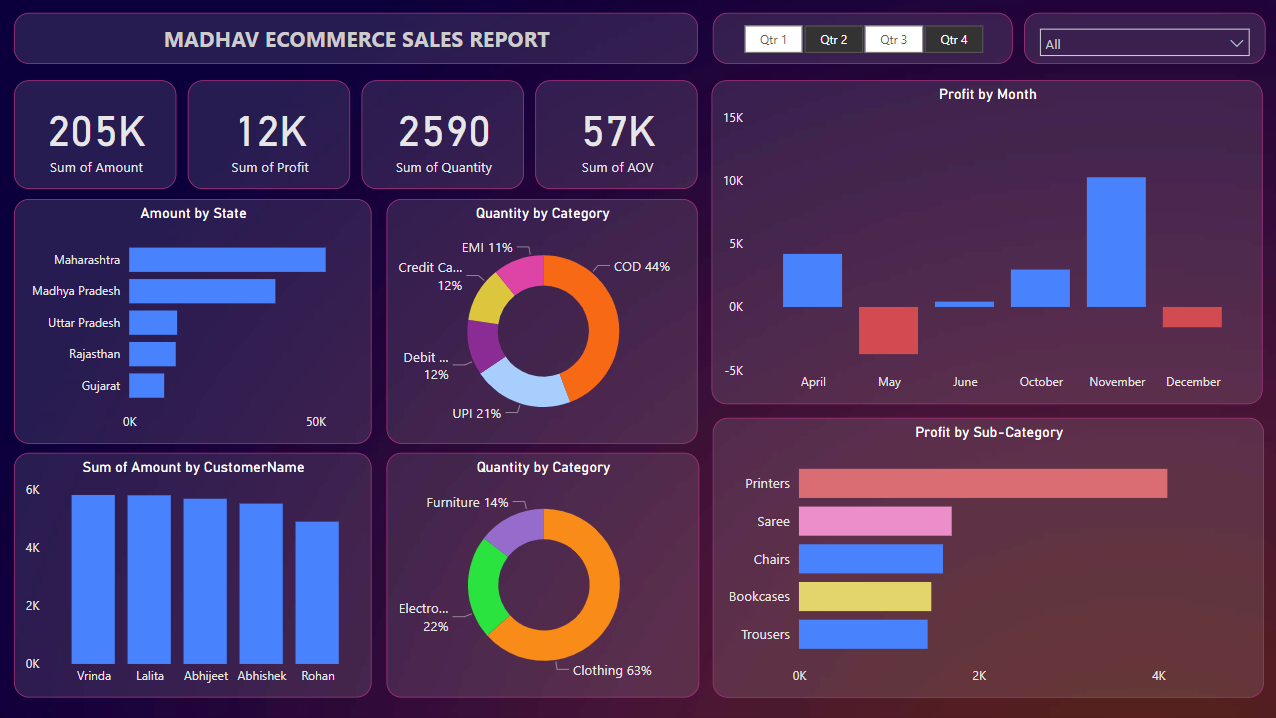 MADHAV ECOMMERCE SALES REPORT
Qtr 1 Qtr 2 Qtr 3 Qtr 4
All
205K
Sum of Amount
12K
Sum of Profit
2590
Sum of Quantity
57K
Sum of AOV
Profit by Month
15K
10K
5K
0K
-5K
April May June October November December
Amount by State
Maharashtra
Madhya Pradesh
Uttar Pradesh
Rajasthan
Gujarat
0K 50K
Quantity by Category
EMI 11%
COD 44%
Credit Ca...
12%
Debit ...
12%
UPI 21%
Profit by Sub-Category
Printers
Saree
Chairs
Bookcases
Trousers
0K 2K 4K
Sum of Amount by CustomerName
6K
4K
2K
0K
Vrinda Lalita Abhijeet Abhishek Rohan
Quantity by Category
Furniture 14%
Electro...
22%
Clothing 63%